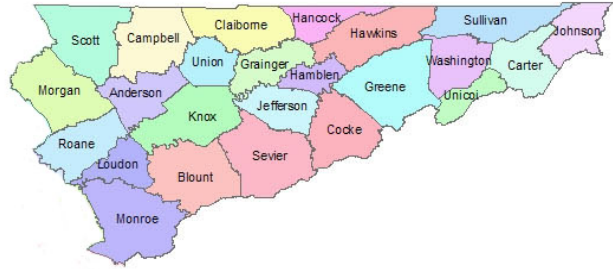 Scott
Campbell
Claiborne
Hancock
Hawkins
Sullivan
Johnson
Union
Grainger
Hamblen
Greene
Washington
Carter
Unicoi
Morgan
Anderson
Knox
Jefferson
Cocke
Roane
Loudon
Blount
Sevier
Monroe